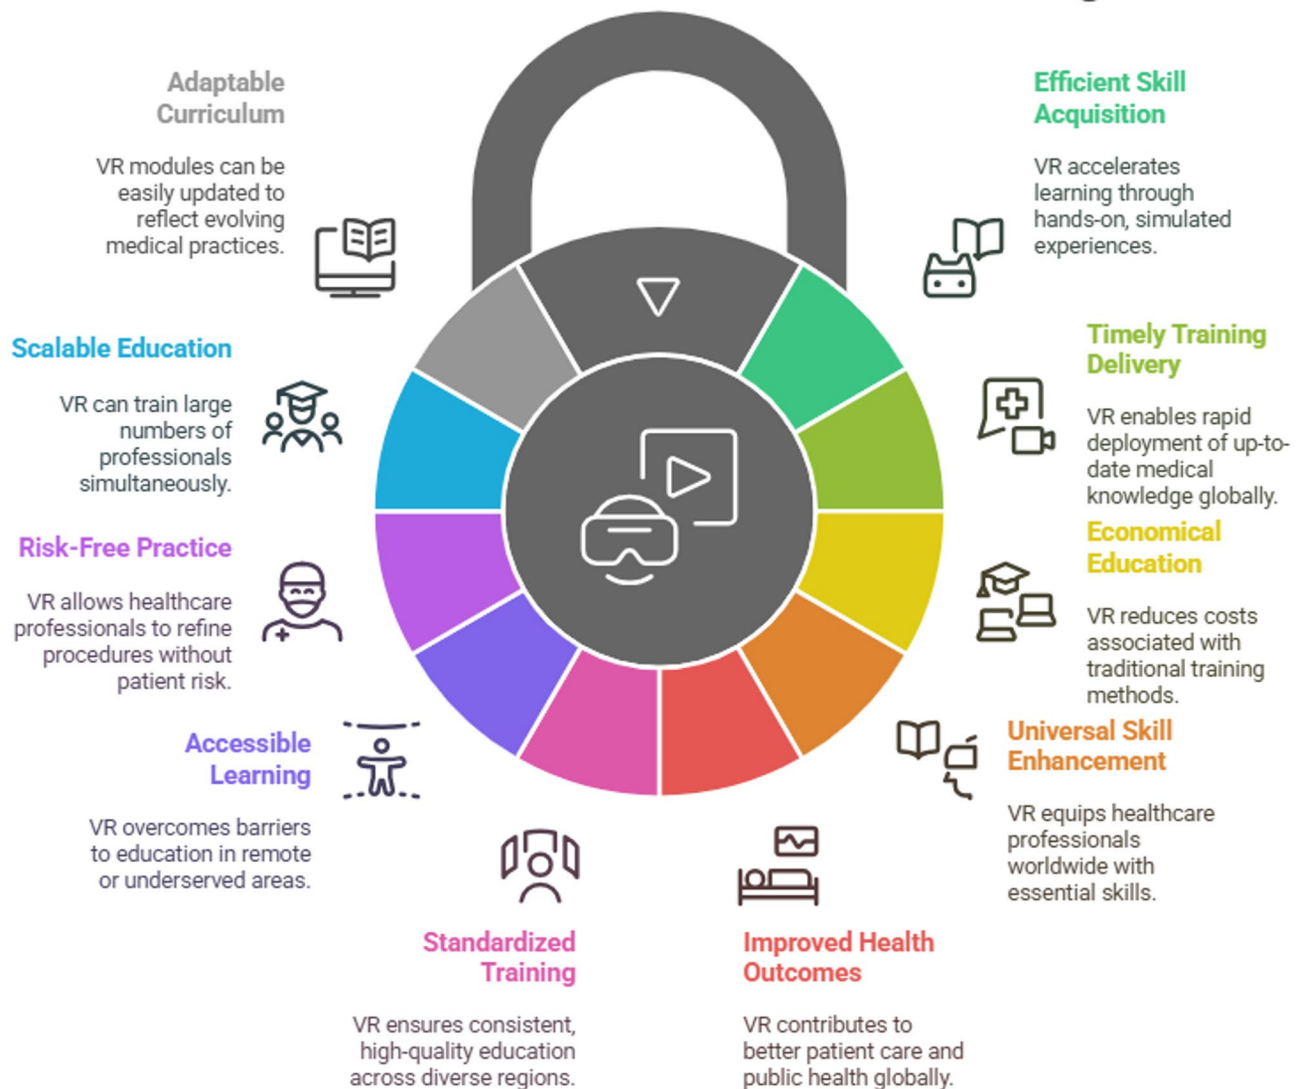 Adaptable
Curriculum
VR modules can be
easily updated to
reflect evolving
medical practices.
Scalable Education
VR can train large
numbers of
professionals
simultaneously.
Risk-Free Practice
VR allows healthcare
professionals to refine
procedures without
patient risk.
Accessible
Learning
VR overcomes barriers
to education in remote
or underserved areas.
Standardized
Training
VR ensures consistent,
high-quality education
across diverse regions.
Efficient Skill
Acquisition
VR accelerates
learning through
hands-on, simulated
experiences.
Timely Training
Delivery
VR enables rapid
deployment of up-to-
date medical
knowledge globally.
Economical
Education
VR reduces costs
associated with
traditional training
methods.
Universal Skill
Enhancement
VR equips healthcare
professionals
worldwide with
essential skills.
Improved Health
Outcomes
VR contributes to
better patient care and
public health globally.